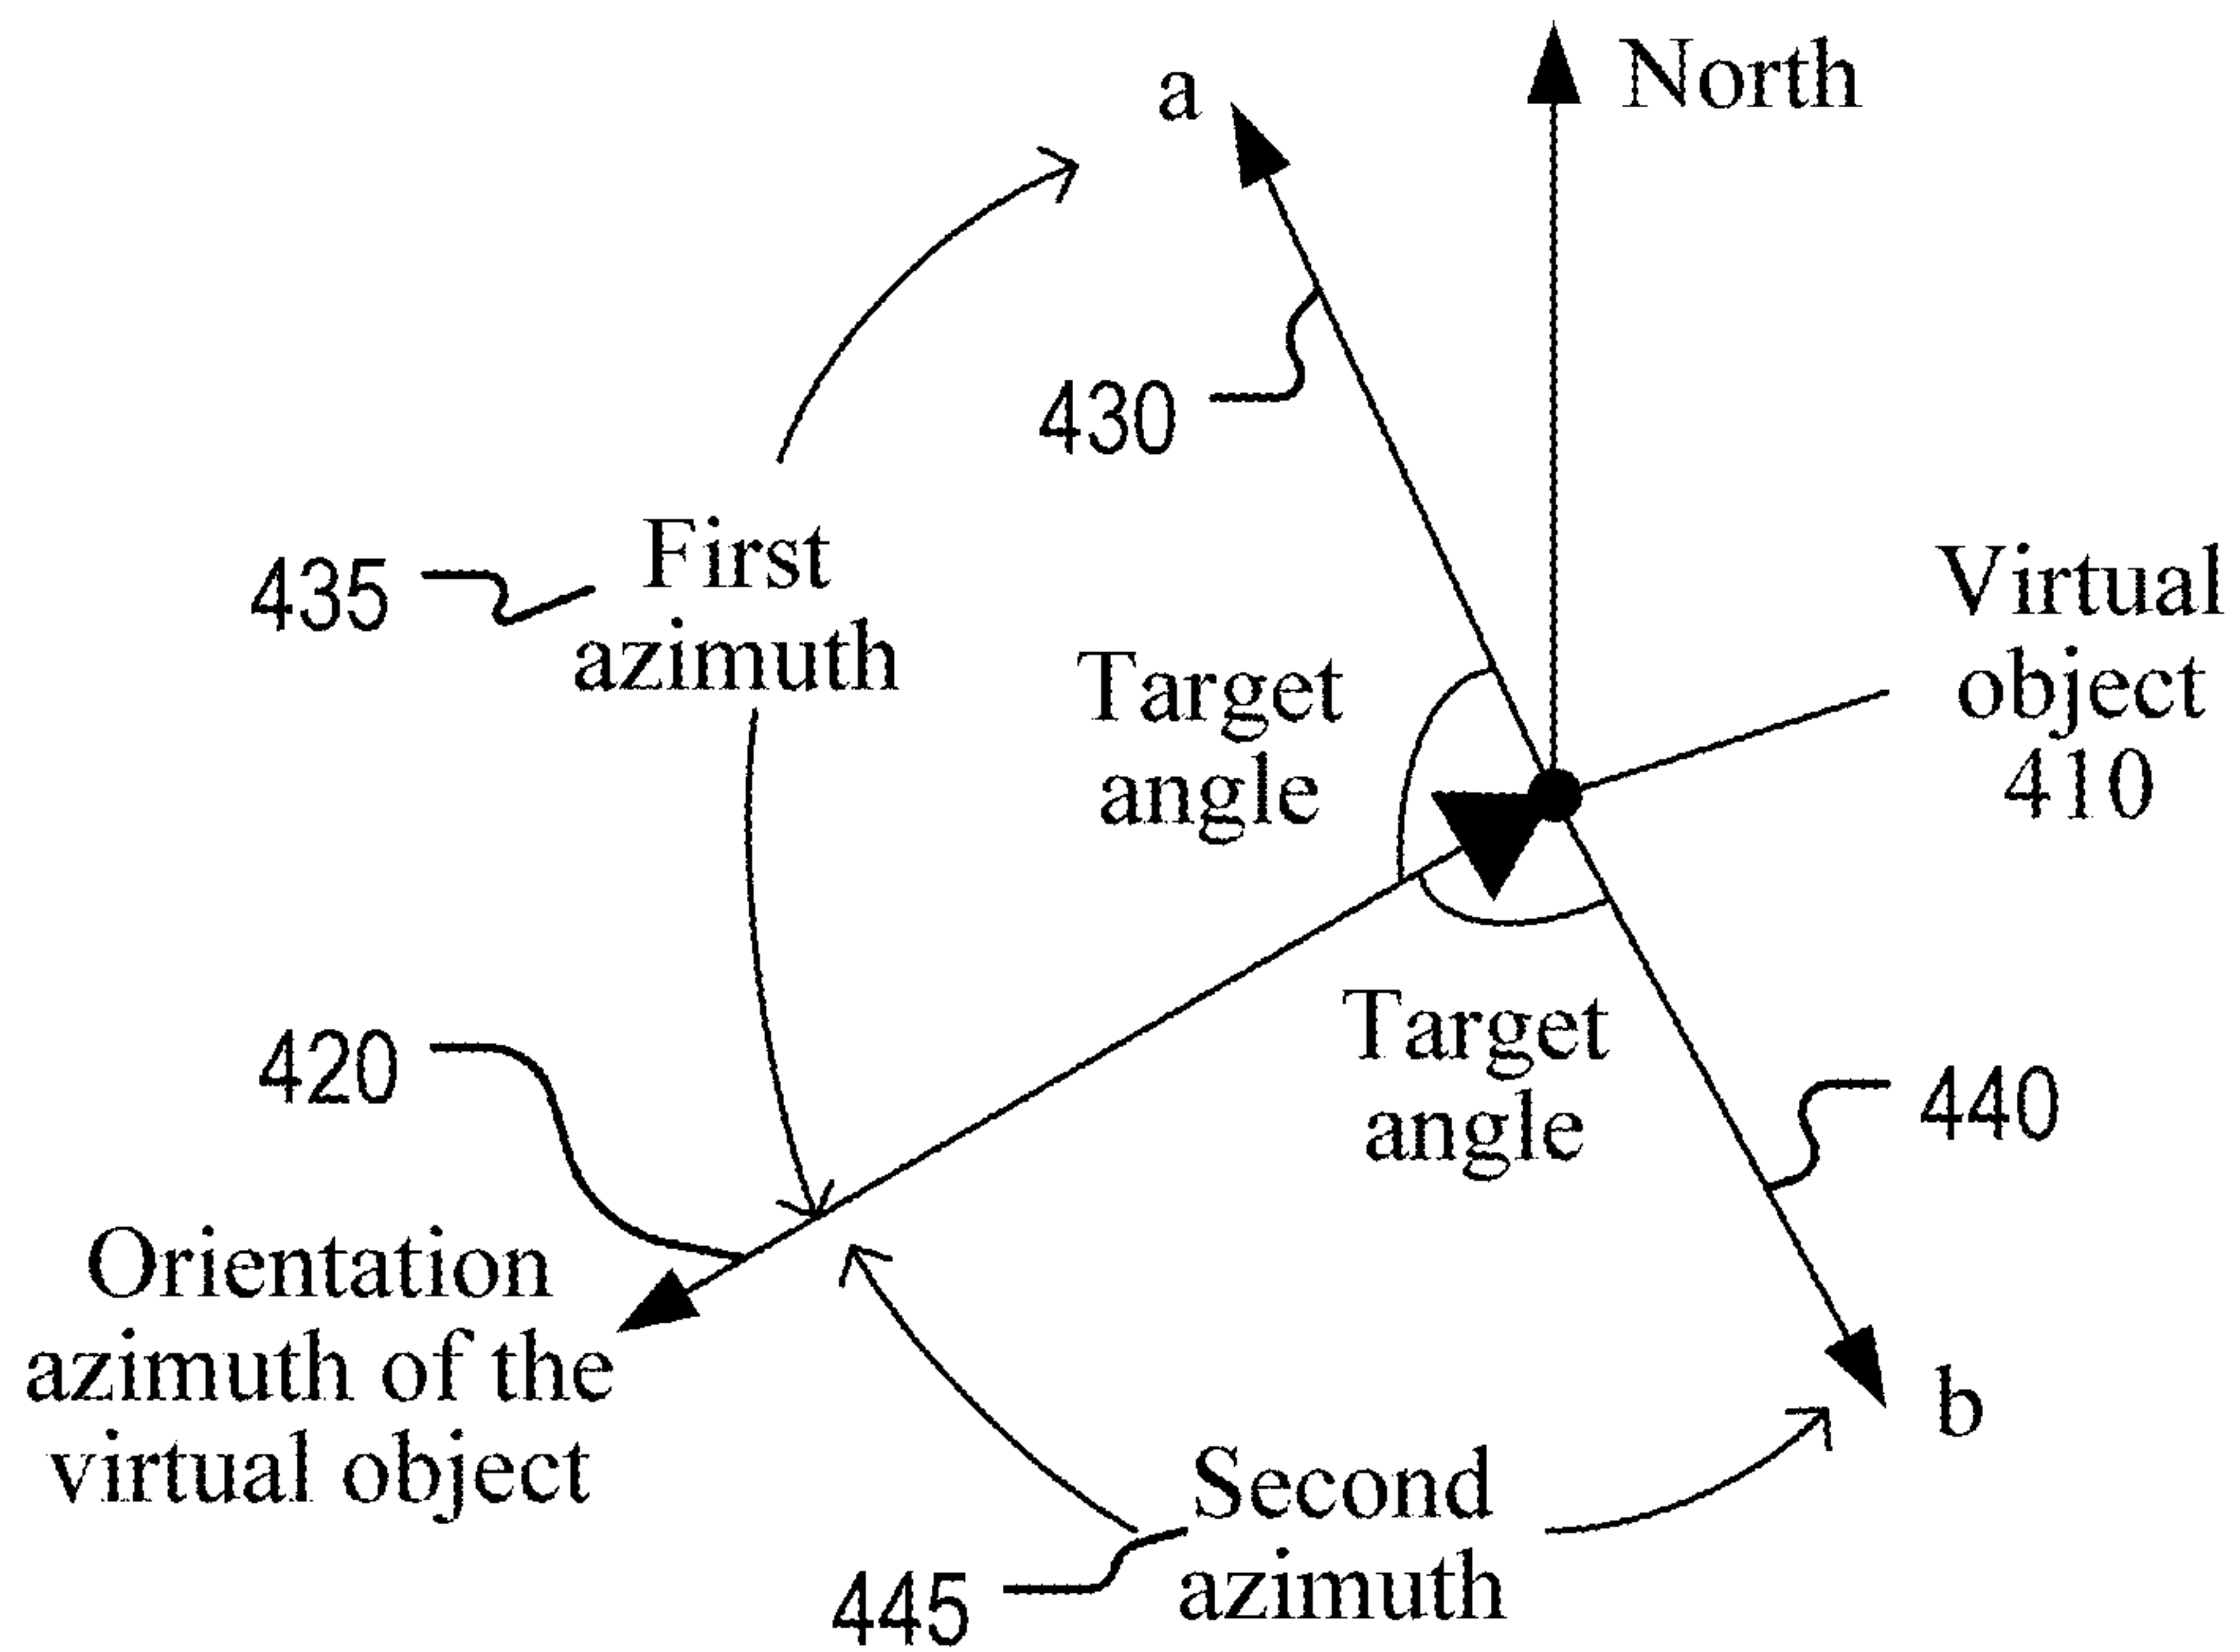 North
a
430
435
First
azimuth
Virtual
object
410
Target
angle
420
Target
angle
440
Orientation
azimuth of the
virtual object
b
Second
azimuth
445